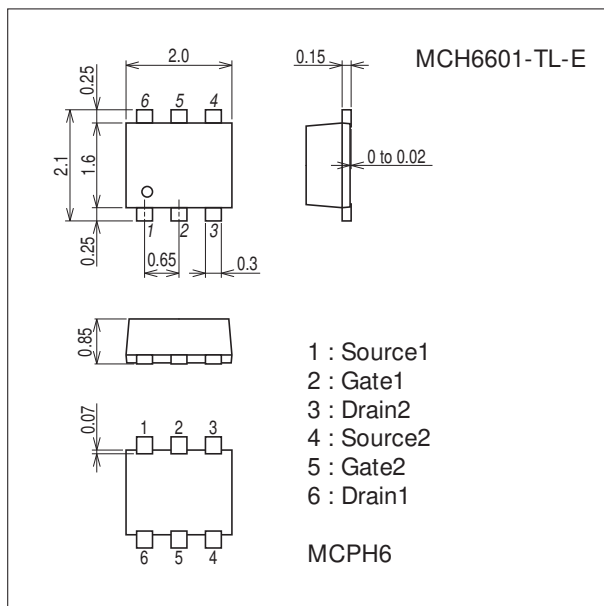 MCH6601-TL-E
2.0
0.15
0.25
6 5 4
2.1
1.6
0 to 0.02
1 2 3
0.25
0.65
0.3
0.85
1 : Source1
2 : Gate1
3 : Drain2
4 : Source2
5 : Gate2
6 : Drain1
0.07
1 2 3
6 5 4
MCPH6